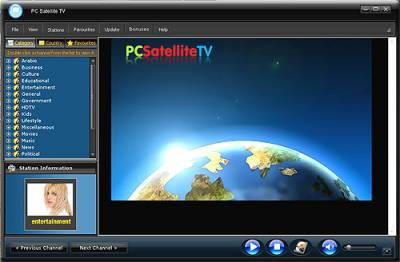 PC Satellite TV
File View Stations Favourites Update Bonuses Help
Category Country Favourites
Double click a channel from the list to view it
Arabic
Business
Culture
Educational
Entertainment
General
Government
HDTV
Kids
Lifestyle
Miscellaneous
Movies
Music
News
Political
PCSatelliteTV
Station Information
entertainment
« Previous Channel Next Channel »